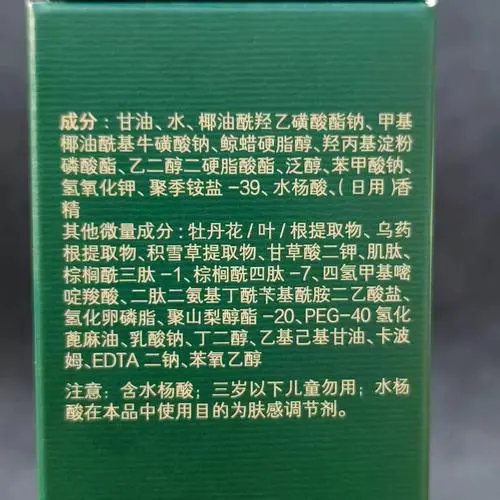 成分：甘油、水、椰油酰羟乙磺酸酯钠、甲基
椰油酰基牛磺酸钠、鲸蜡硬脂醇、羟丙基淀粉
磷酸酯、乙二醇二硬脂酸酯、泛醇、苯甲酸钠、
氢氧化钾、聚季铵盐-39、水杨酸、（日用）香
精
其他微量成分：牡丹花/叶/根提取物、乌药
根提取物、积雪草提取物、甘草酸二钾、肌肽、
棕榈酰三肽-1、棕榈酰四肽-7、四氢甲基嘧
啶羧酸、二肽二氨基丁酰苄基酰胺二乙酸盐、
氢化卵磷脂、聚山梨醇酯-20、PEG-40 氢化
蓖麻油、乳酸钠、丁二醇、乙基己基甘油、卡波
姆、EDTA 二钠、苯氧乙醇
注意：含水杨酸；三岁以下儿童勿用；水杨
酸在本品中使用目的为肤感调节剂。